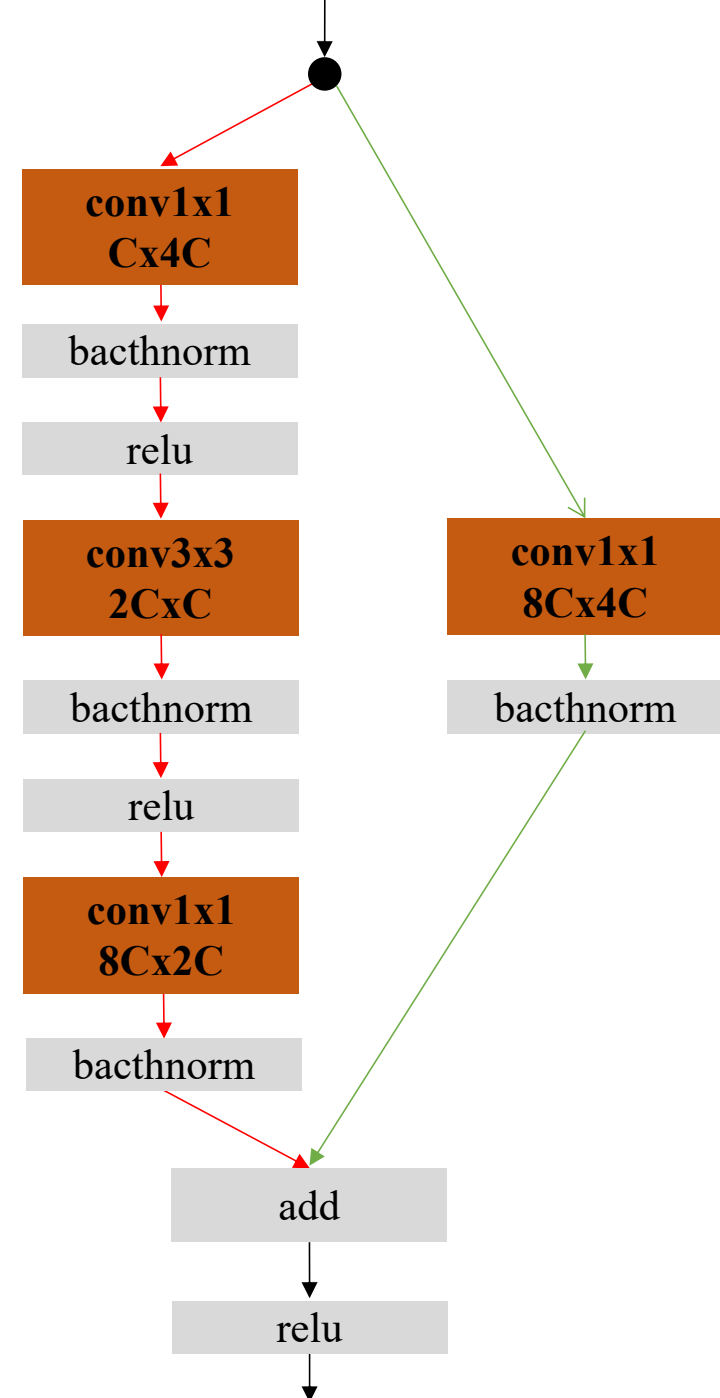 conv1x1
Cx4C
bacthnorm
relu
conv3x3
2CxC
bacthnorm
relu
conv1x1
8Cx2C
bacthnorm
conv1x1
8Cx4C
bacthnorm
add
relu